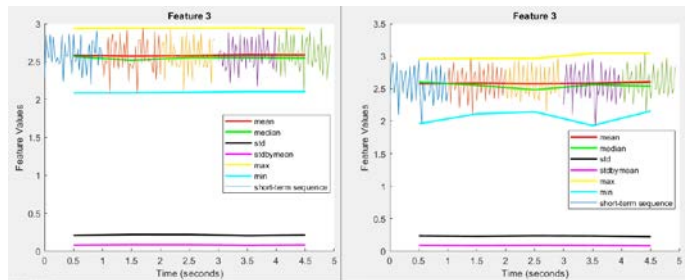 Feature 3
3
2.5
2
1.5
1
0.5
0
Feature Values
mean
median
std
stdbymean
max
min
short-term sequence
0 0.5 1 1.5 2 2.5 3 3.5 4 4.5 5
Time (seconds)
Feature 3
3.5
3
2.5
2
1.5
1
0.5
0
Feature Values
mean
median
std
stdbymean
max
min
short-term sequence
0 0.5 1 1.5 2 2.5 3 3.5 4 4.5 5
Time (seconds)